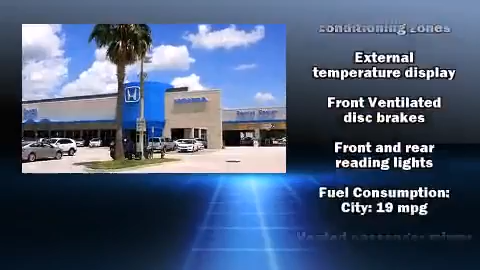 conditioning zones
External
temperature display
Front Ventilated
disc brakes
Front and rear
reading lights
Fuel Consumption:
City: 19 mpg